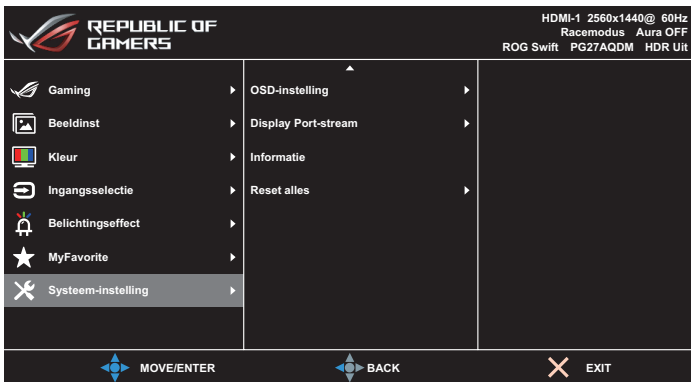 REPUBLIC OF
GAMERS
HDMI-1 2560x1440@ 60Hz
Racemodus Aura OFF
ROG Swift PG27AQDM HDR Uit
Gaming
Beeldinst
Kleur
Ingangsselectie
Belichtingseffect
MyFavorite
Systeem-instelling
OSD-instelling
Display Port-stream
Informatie
Reset alles
MOVE/ENTER
BACK
EXIT